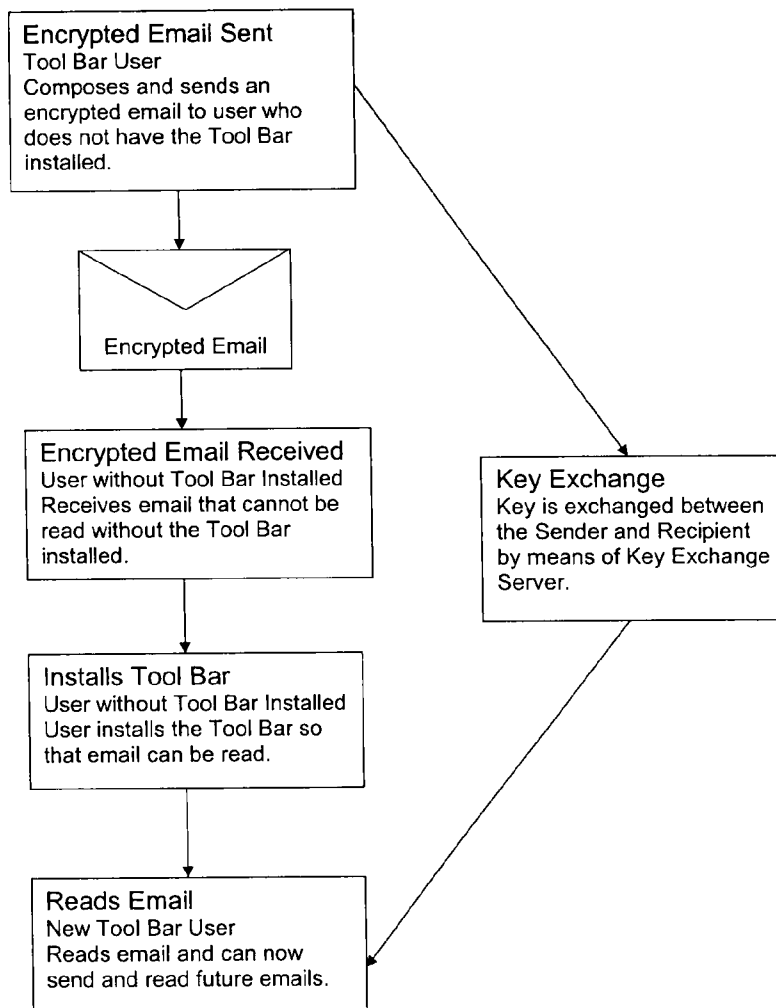 Encrypted Email Sent
Tool Bar User
Composes and sends an
encrypted email to user who
does not have the Tool Bar
installed.
Encrypted Email
Encrypted Email Received
User without Tool Bar Installed
Receives email that cannot be
read without the Tool Bar
installed.
Key Exchange
Key is exchanged between
the Sender and Recipient
by means of Key Exchange
Server.
Installs Tool Bar
User without Tool Bar Installed
User installs the Tool Bar so
that email can be read.
Reads Email
New Tool Bar User
Reads email and can now
send and read future emails.